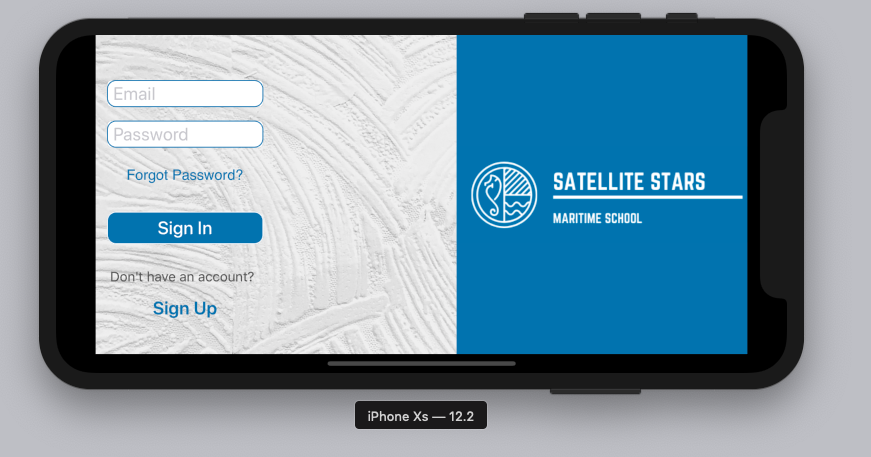 Email
Password
Forgot Password?
Sign In
Don't have an account?
Sign Up
SATELLITE STARS
MARITIME SCHOOL
iPhone Xs — 12.2